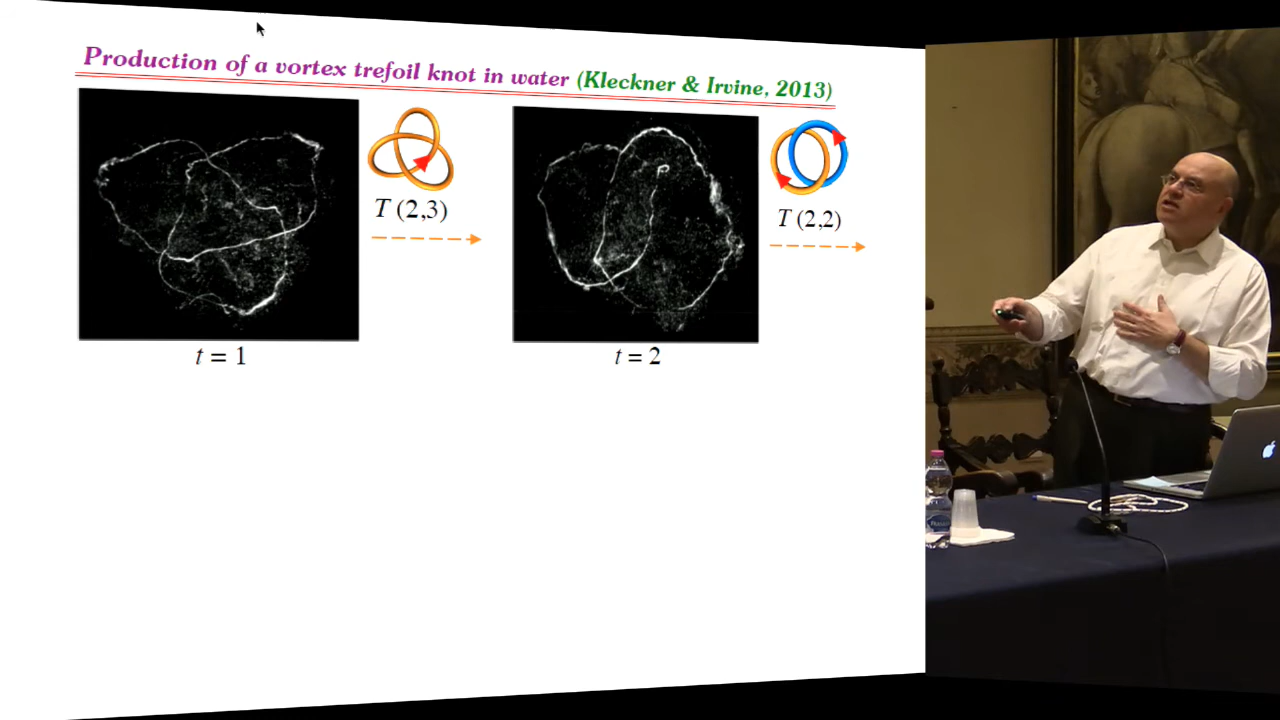 Production of a vortex trefoil knot in water (Kleckner & Irvine, 2013)
T (2,3)
T (2,2)
t = 1
t = 2